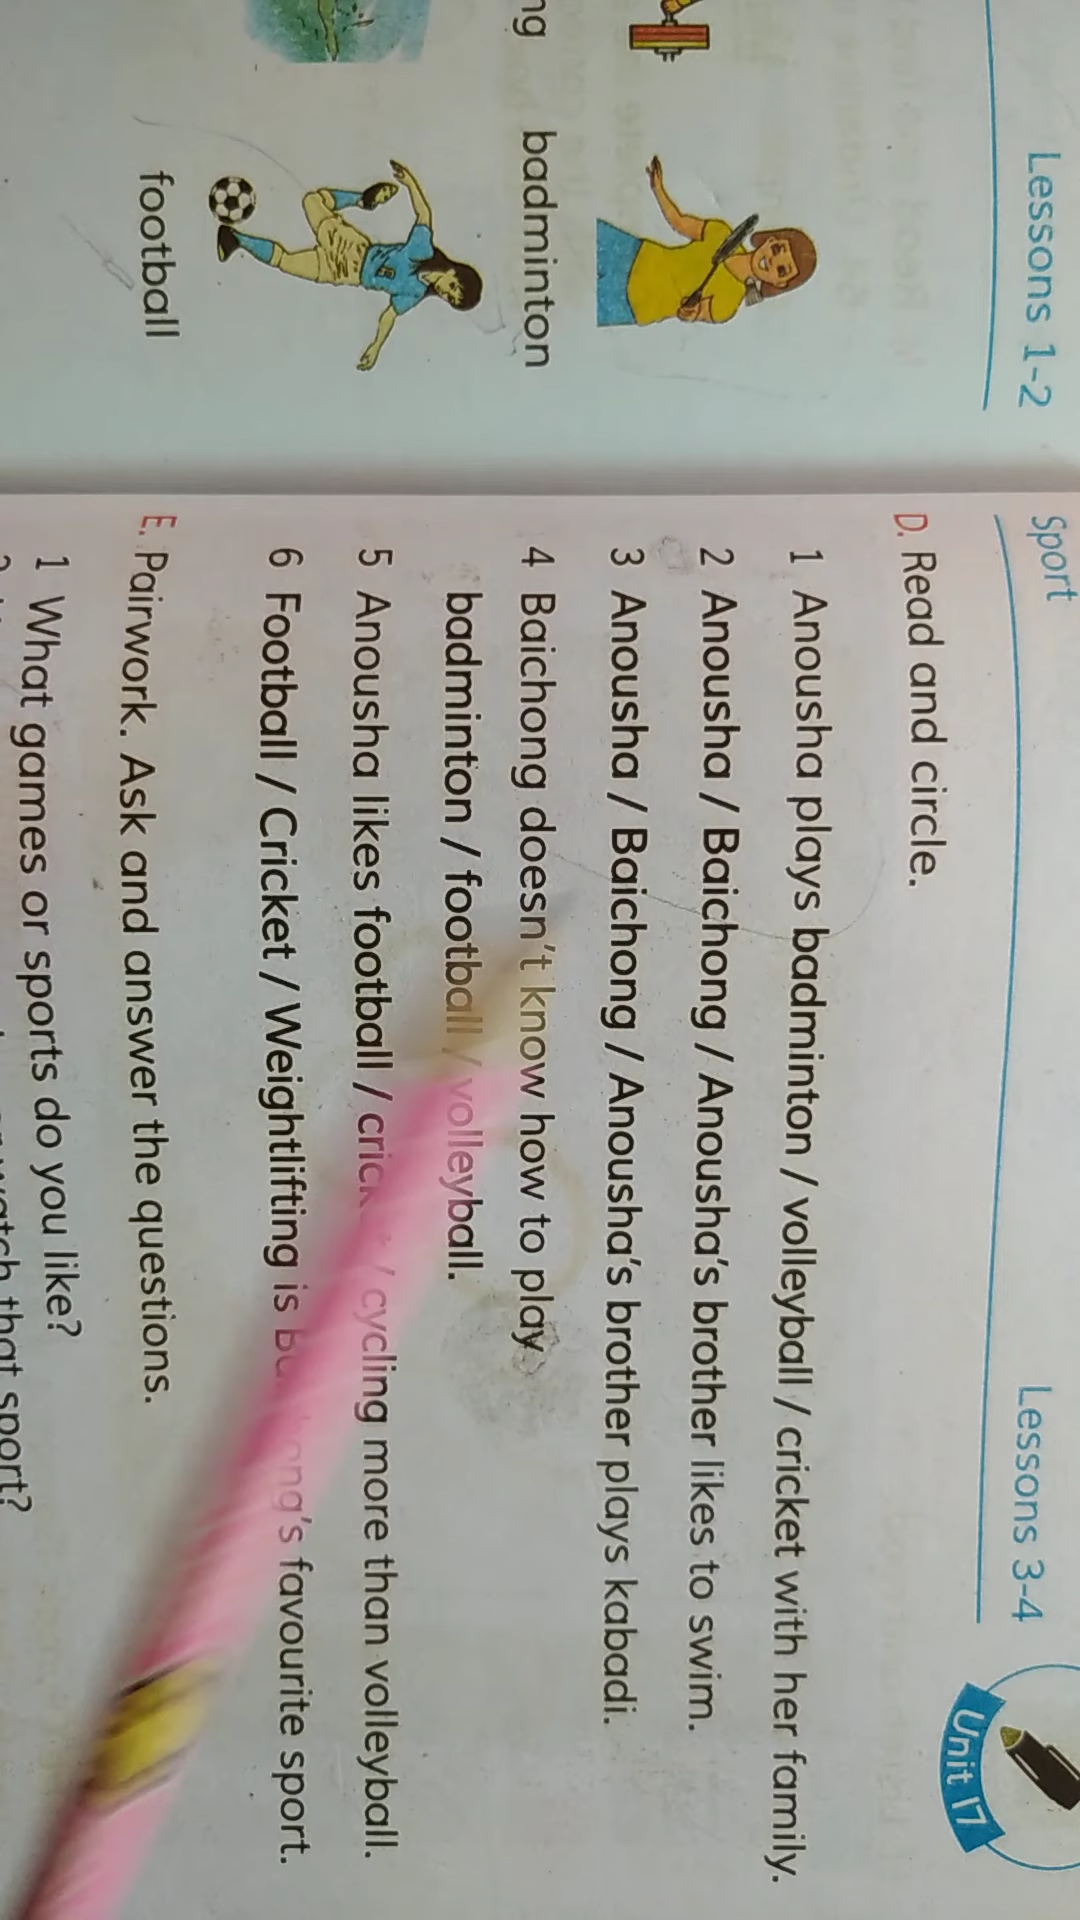 Lessons 1-2
badminton
football
Sport
Lessons 3-4
Unit 17
D. Read and circle.
1 Anousha plays badminton / volleyball / cricket with her family.
2 Anousha / Baichong / Anousha's brother likes to swim.
3 Anousha / Baichong / Anousha's brother plays kabadi.
4 Baichong doesn't know how to play
badminton / football / volleyball.
5 Anousha likes football / / cycling more than volleyball.
6 Football / Cricket / Weightlifting is favourite sport.
E. Pairwork. Ask and answer the questions.
1 What games or sports do you like?
watch that sport?